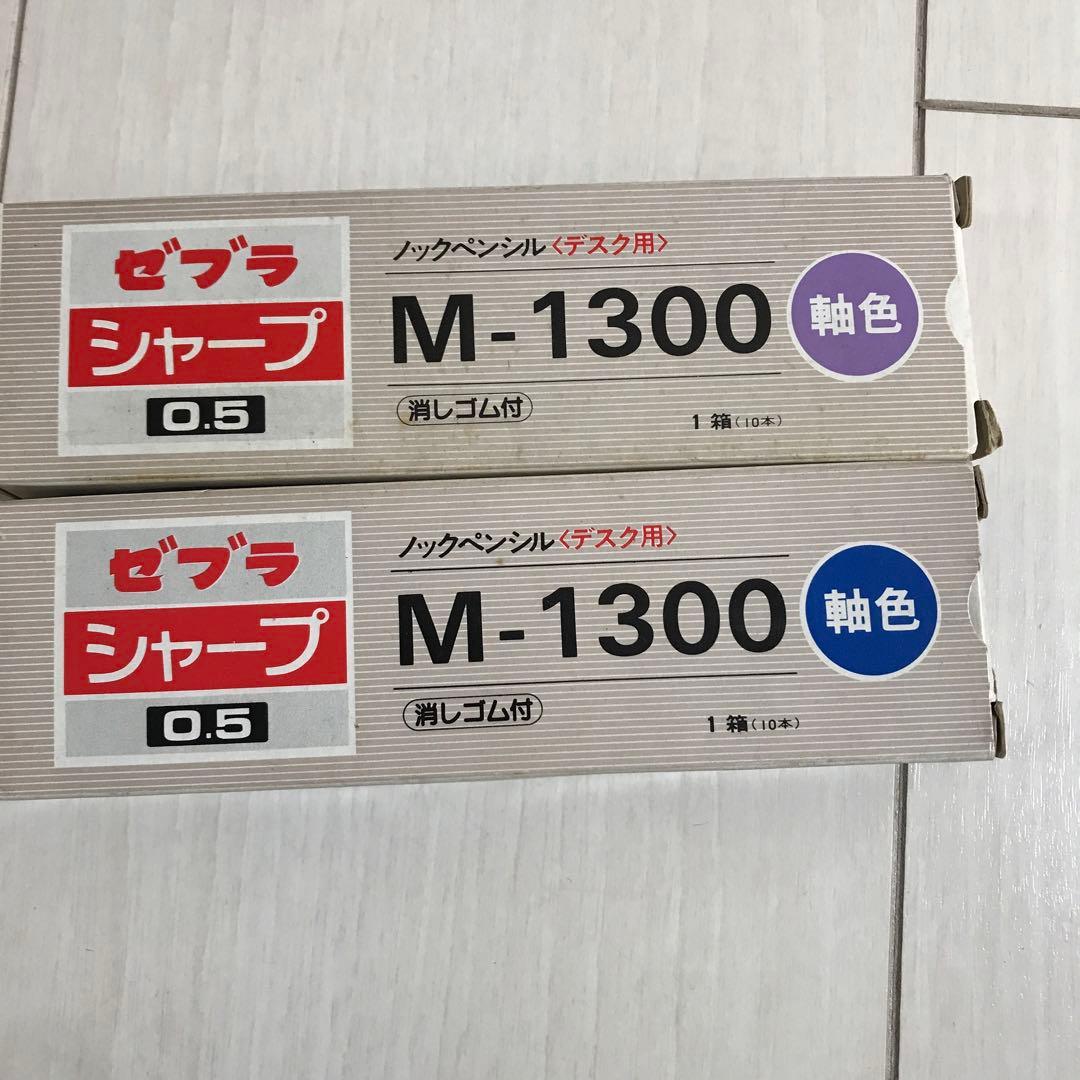 ゼブラ
シャープ
0.5
ノックペンシル〈デスク用〉
M-1300
消しゴム付
1箱(10本)
軸色
ゼブラ
シャープ
0.5
ノックペンシル〈デスク用〉
M-1300
消しゴム付
1箱(10本)
軸色